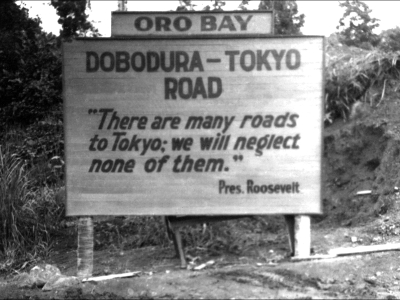 ORO BAY
DOBODURA-TOKYO
ROAD
"There are many roads
to Tokyo; we will neglect
none of them."
Pres. Roosevelt